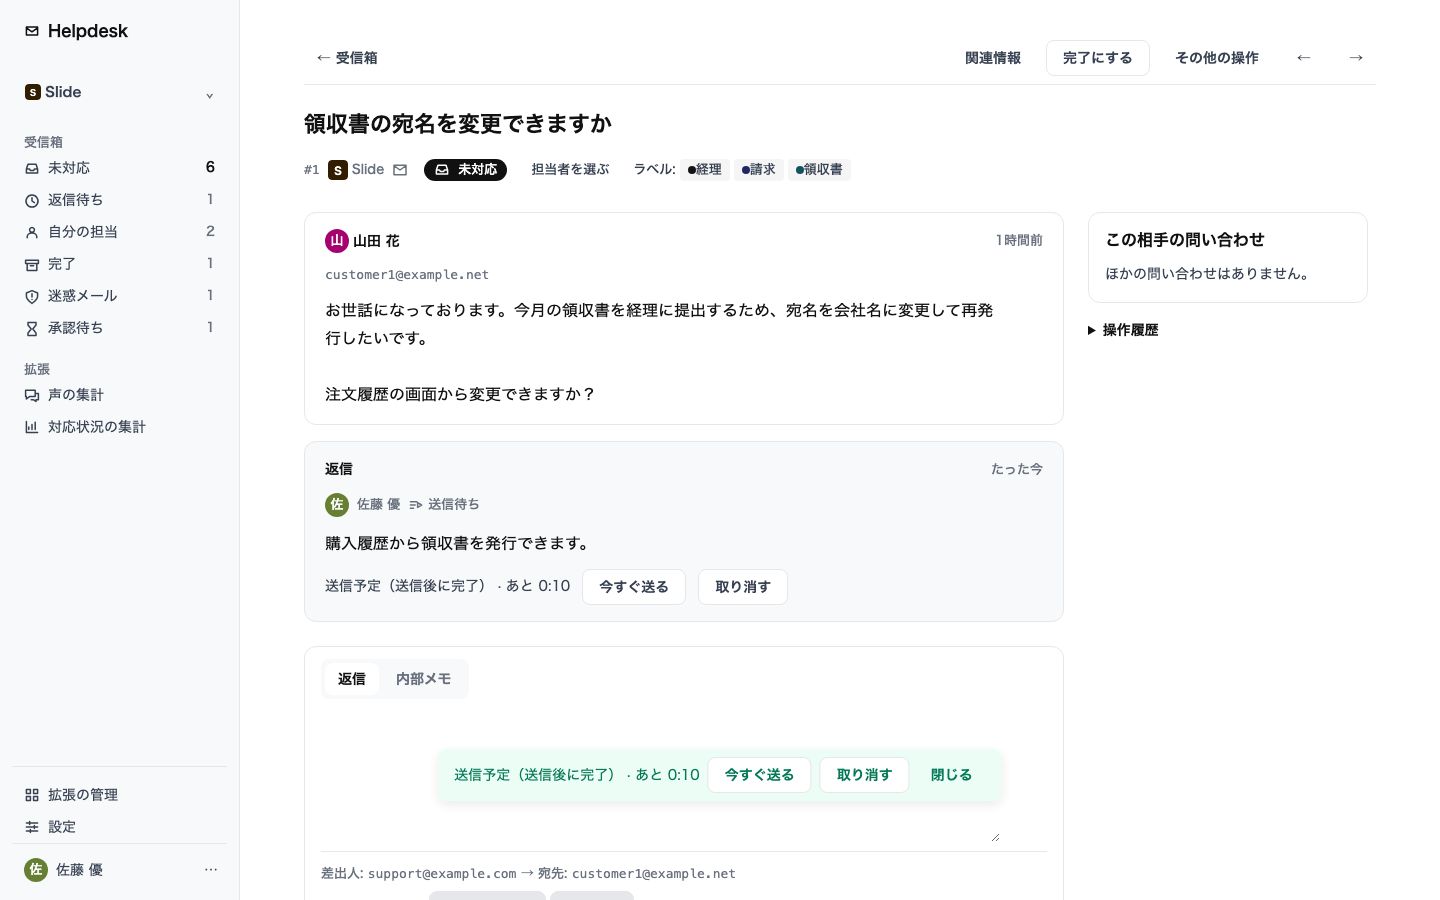 Helpdesk
S Slide
受信箱
未対応 6
返信待ち 1
自分の担当 2
完了 1
迷惑メール 1
承認待ち 1
拡張
声の集計
対応状況の集計
拡張の管理
設定
佐 佐藤 優 …
← 受信箱 関連情報 完了にする その他の操作 ← →
領収書の宛名を変更できますか
#1 S Slide 未対応 担当者を選ぶ ラベル: 経理 請求 領収書
山 山田 花 1時間前
customer1@example.net
お世話になっております。今月の領収書を経理に提出するため、宛名を会社名に変更して再発
行したいです。
注文履歴の画面から変更できますか？
返信 たった今
佐 佐藤 優 送信待ち
購入履歴から領収書を発行できます。
送信予定（送信後に完了） · あと 0:10 今すぐ送る 取り消す
返信 内部メモ
送信予定（送信後に完了） · あと 0:10 今すぐ送る 取り消す 閉じる
差出人: support@example.com → 宛先: customer1@example.net
この相手の問い合わせ
ほかの問い合わせはありません。
操作履歴